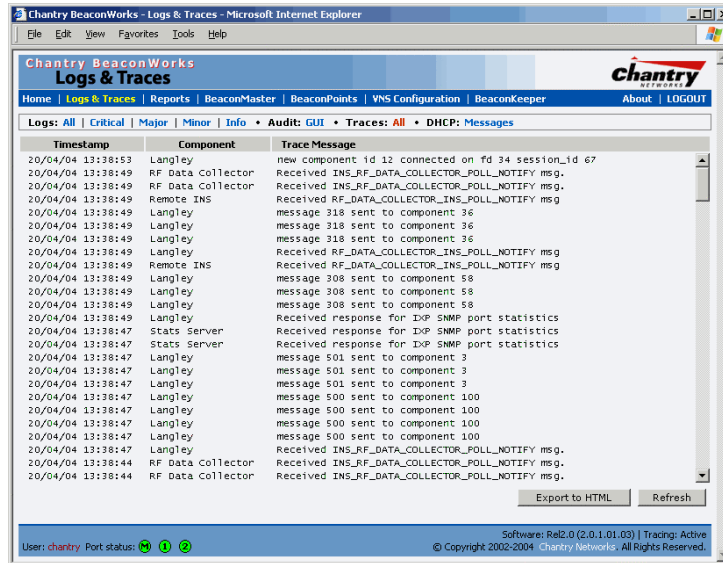 Chantry BeaconWorks - Logs & Traces - Microsoft Internet Explorer
File Edit View Favorites Tools Help
Chantry BeaconWorks
Logs & Traces
Chantry
NETWORKS
Home | Logs & Traces | Reports | BeaconMaster | BeaconPoints | VNS Configuration | BeaconKeeper About | LOGOUT
Logs: All | Critical | Major | Minor | Info • Audit: GUI • Traces: All • DHCP: Messages
Timestamp Component Trace Message
20/04/04 13:38:53 Langley new component id 12 connected on fd 34 session_id 67
20/04/04 13:38:49 RF Data Collector Received INS_RF_DATA_COLLECTOR_POLL_NOTIFY msg.
20/04/04 13:38:49 RF Data Collector Received INS_RF_DATA_COLLECTOR_POLL_NOTIFY msg.
20/04/04 13:38:49 Remote INS Received RF_DATA_COLLECTOR_INS_POLL_NOTIFY msg
20/04/04 13:38:49 Langley message 318 sent to component 36
20/04/04 13:38:49 Langley message 318 sent to component 36
20/04/04 13:38:49 Langley message 318 sent to component 36
20/04/04 13:38:49 Langley Received RF_DATA_COLLECTOR_INS_POLL_NOTIFY msg
20/04/04 13:38:49 Remote INS Received RF_DATA_COLLECTOR_INS_POLL_NOTIFY msg
20/04/04 13:38:49 Langley message 308 sent to component 58
20/04/04 13:38:49 Langley message 308 sent to component 58
20/04/04 13:38:49 Langley message 308 sent to component 58
20/04/04 13:38:49 Langley Received response for IXP SNMP port statistics
20/04/04 13:38:47 Stats Server Received response for IXP SNMP port statistics
20/04/04 13:38:47 Stats Server Received response for IXP SNMP port statistics
20/04/04 13:38:47 Langley message 501 sent to component 3
20/04/04 13:38:47 Langley message 501 sent to component 3
20/04/04 13:38:47 Langley message 501 sent to component 3
20/04/04 13:38:47 Langley message 500 sent to component 100
20/04/04 13:38:47 Langley message 500 sent to component 100
20/04/04 13:38:47 Langley message 500 sent to component 100
20/04/04 13:38:47 Langley message 500 sent to component 100
20/04/04 13:38:47 Langley Received INS_RF_DATA_COLLECTOR_POLL_NOTIFY msg.
20/04/04 13:38:44 RF Data Collector Received INS_RF_DATA_COLLECTOR_POLL_NOTIFY msg.
20/04/04 13:38:44 RF Data Collector Received INS_RF_DATA_COLLECTOR_POLL_NOTIFY msg.
Export to HTML Refresh
Software: Rel2.0 (2.0.1.01.03) | Tracing: Active
User: chantry Port status: M 1 2 © Copyright 2002-2004 Chantry Networks. All Rights Reserved.